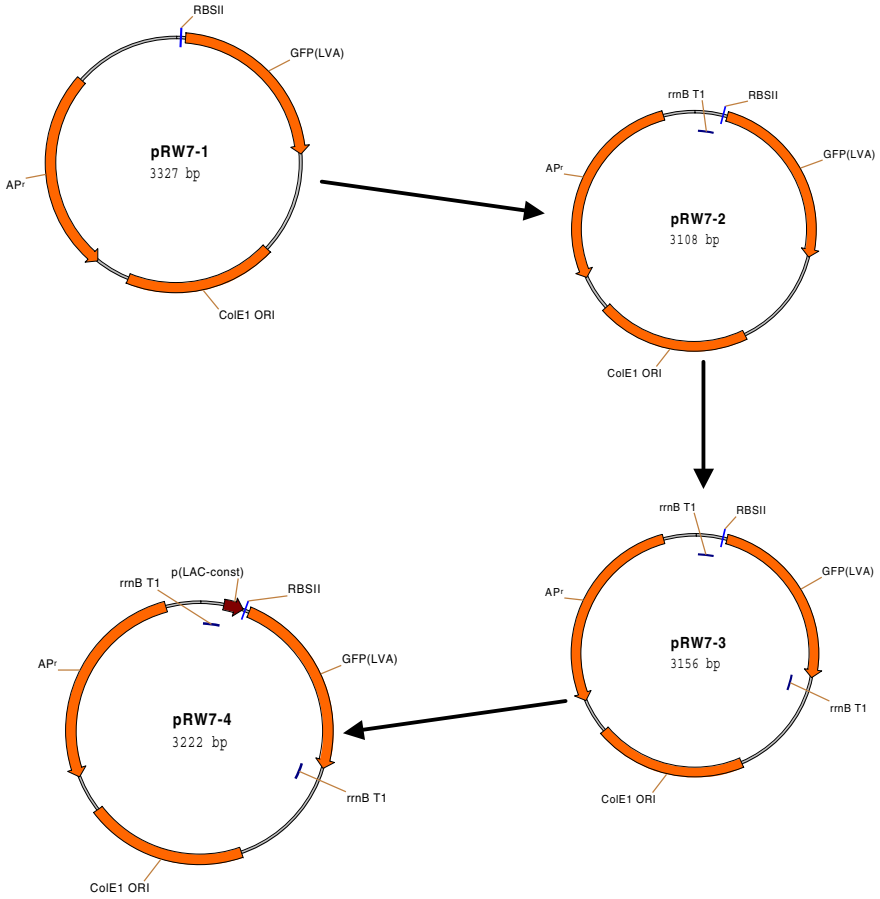 RBSII
GFP(LVA)
pRW7-1
3327 bp
APr
ColE1 ORI
rrnB T1
RBSII
GFP(LVA)
APr
pRW7-2
3108 bp
ColE1 ORI
rrnB T1
RBSII
GFP(LVA)
APr
pRW7-3
3156 bp
rrnB T1
ColE1 ORI
p(LAC-const)
rrnB T1
RBSII
GFP(LVA)
APr
pRW7-4
3222 bp
rrnB T1
ColE1 ORI